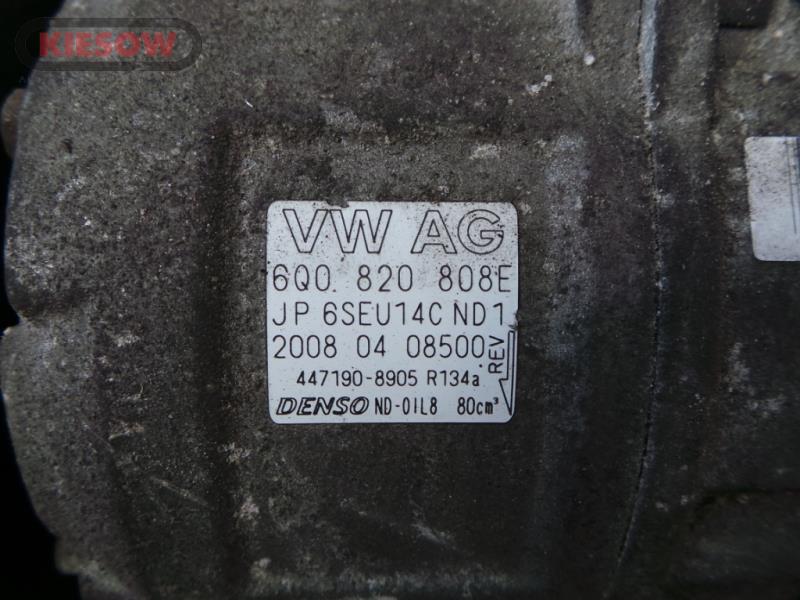 KIESOW
VW AG
6Q0 820 808E
JP 6SEU14C ND1
2008 04 08500
REV
447190-8905 R134a
DENSO ND-OIL8 80cm³